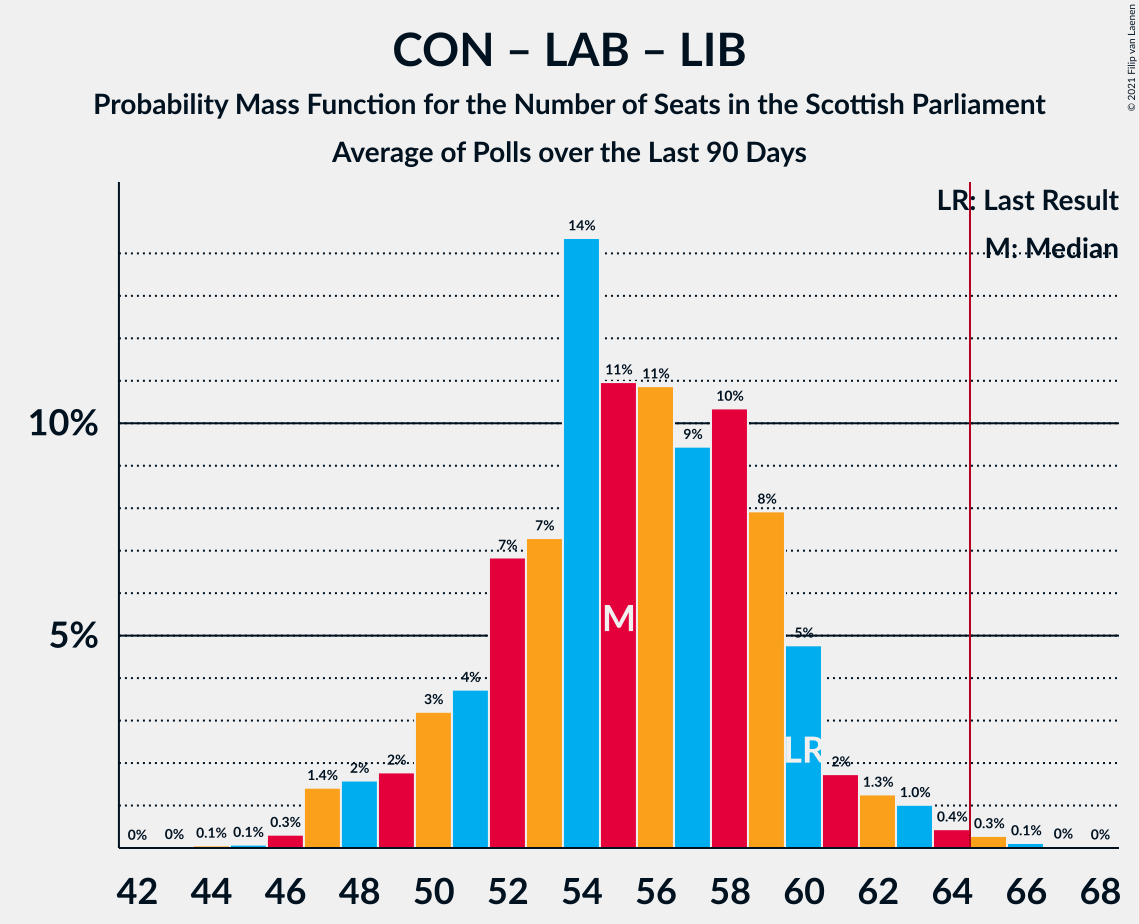 CON – LAB – LIB
Probability Mass Function for the Number of Seats in the Scottish Parliament
Average of Polls over the Last 90 Days
© 2021 Filip van Laenen
LR: Last Result
M: Median
10%
5%
0% 0% 0.1% 0.1% 0.3% 1.4% 2% 2% 3% 4% 7% 7% 14% 11% 11% 9% 10% 8% 5% 2% 1.3% 1.0% 0.4% 0.3% 0.1% 0% 0%
M
LR
42 44 46 48 50 52 54 56 58 60 62 64 66 68